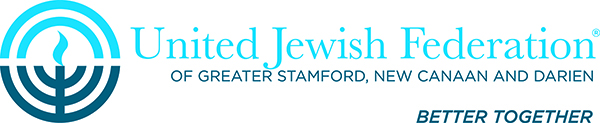 United Jewish Federation®
OF GREATER STAMFORD, NEW CANAAN AND DARIEN
BETTER TOGETHER